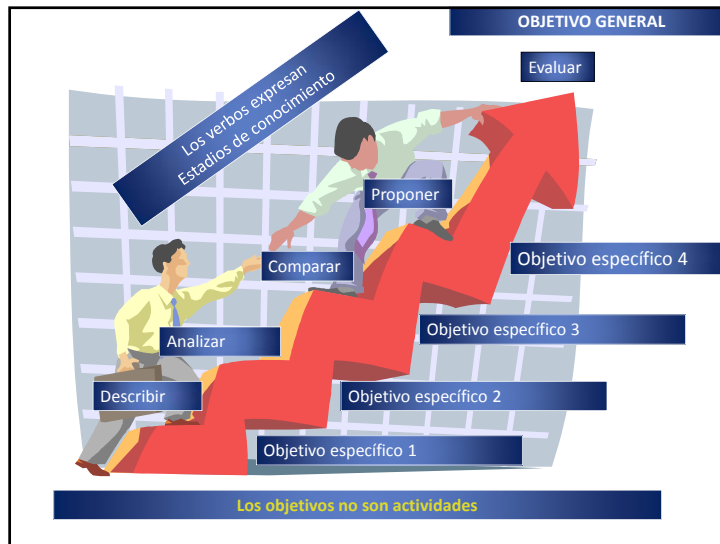 OBJETIVO GENERAL
Evaluar
Los verbos expresan
Estadios de conocimiento
Proponer
Comparar
Objetivo específico 4
Analizar
Objetivo específico 3
Describir
Objetivo específico 2
Objetivo específico 1
Los objetivos no son actividades